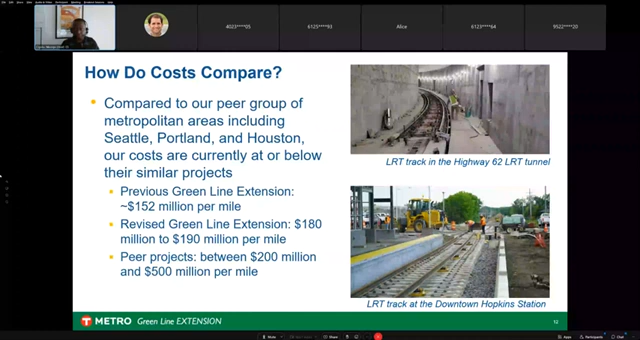 4023****05
6125****93
Alice
6123****64
9522****20
How Do Costs Compare?
Compared to our peer group of
metropolitan areas including
Seattle, Portland, and Houston,
our costs are currently at or below
their similar projects
Previous Green Line Extension:
~$152 million per mile
Revised Green Line Extension: $180
million to $190 million per mile
Peer projects: between $200 million
and $500 million per mile
LRT track in the Highway 62 LRT tunnel
LRT track at the Downtown Hopkins Station
T METRO Green Line EXTENSION
12